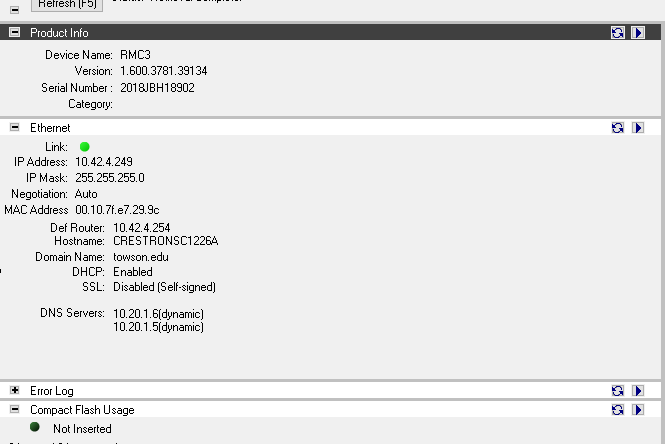 Refresh (F5)
Product Info
Device Name: RMC3
Version: 1.600.3781.39134
Serial Number : 2018JBH18902
Category:
Ethernet
Link:
IP Address: 10.42.4.249
IP Mask: 255.255.255.0
Negotiation: Auto
MAC Address 00.10.7f.e7.29.9c
Def Router: 10.42.4.254
Hostname: CRESTRONSC1226A
Domain Name: towson.edu
DHCP: Enabled
SSL: Disabled (Self-signed)
DNS Servers: 10.20.1.6(dynamic)
10.20.1.5(dynamic)
Error Log
Compact Flash Usage
Not Inserted